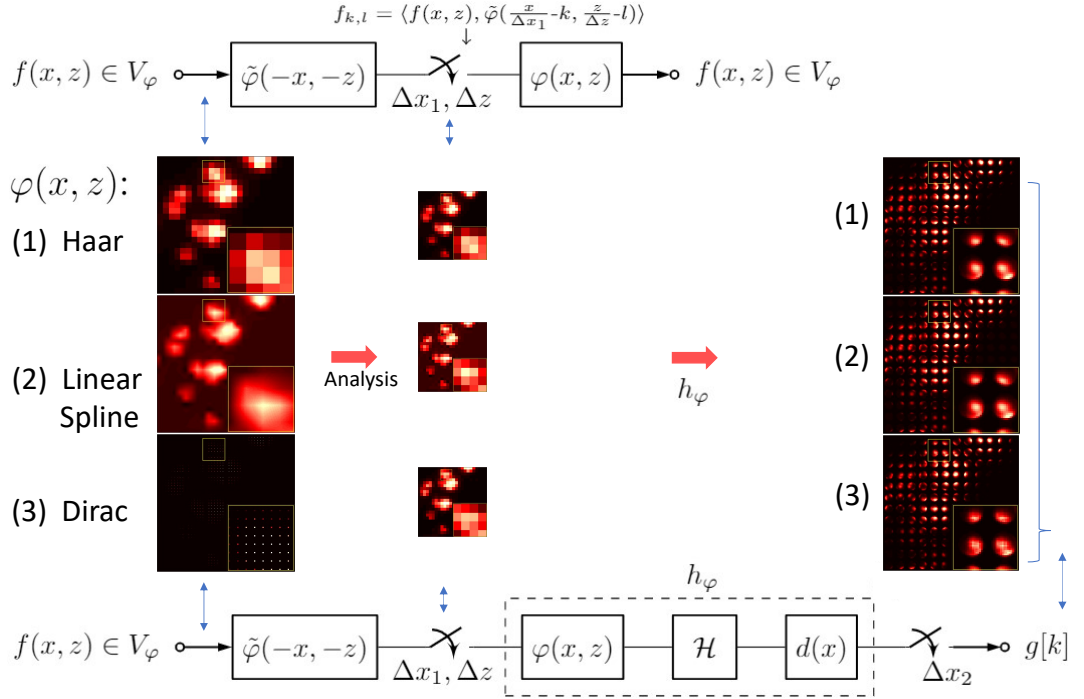 f_{k,l} = ⟨f(x, z), φ̃(x/Δx₁ -k, z/Δz -l)⟩
f(x, z) ∈ V_φ
φ̃(−x, −z)
Δx₁, Δz
φ(x, z)
f(x, z) ∈ V_φ
φ(x, z):
(1) Haar
(2) Linear
Spline
(3) Dirac
Analysis
h_φ
(1)
(2)
(3)
h_φ
f(x, z) ∈ V_φ
φ̃(−x, −z)
Δx₁, Δz
φ(x, z)
ℋ
d(x)
Δx₂
g[k]